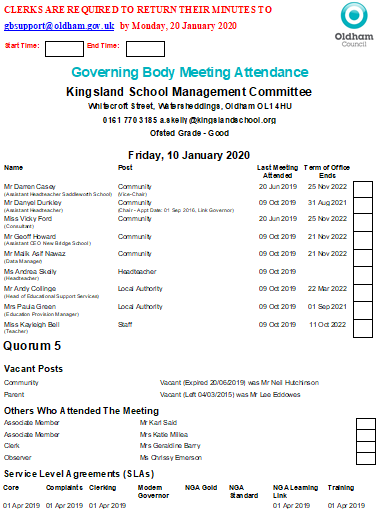 CLERKS ARE REQUIRED TO RETURN THEIR MINUTES TO
gbsupport@oldham.gov.uk by Monday, 20 January 2020
Oldham
Council
Start Time: End Time:
Governing Body Meeting Attendance
Kingsland School Management Committee
Whitecroft Street, Watersheddings, Oldham OL1 4HU
0161 770 3185 a.skelly@kingslandschool.org
Ofsted Grade - Good
Friday, 10 January 2020
Name Post Last Meeting Attended Term of Office Ends
Mr Darren Casey Community 20 Jun 2019 25 Nov 2022
(Assistant Headteacher Saddleworth School) (Vice-Chair)
Mr Danyel Dunkley Community 09 Oct 2019 31 Aug 2021
(Assistant Headteacher) (Chair - Appt Date: 01 Sep 2016, Link Governor)
Miss Vicky Ford Community 20 Jun 2019 25 Nov 2022
(Consultant)
Mr Geoff Howard Community 09 Oct 2019 21 Nov 2022
(Assistant CEO New Bridge School)
Mr Malik Asif Nawaz Community 09 Oct 2019 21 Nov 2022
(Data Manager)
Ms Andrea Skelly Headteacher 09 Oct 2019
(Headteacher)
Mr Andy Collinge Local Authority 09 Oct 2019 22 Mar 2022
(Head of Educational Support Services)
Mrs Paula Green Local Authority 09 Oct 2019 01 Sep 2021
(Education Provision Manager)
Miss Kayleigh Bell Staff 09 Oct 2019 11 Oct 2022
(Teacher)
Quorum 5
Vacant Posts
Community Vacant (Expired 20/06/2019) was Mr Neil Hutchinson
Parent Vacant (Left 04/03/2015) was Mr Lee Eddowes
Others Who Attended The Meeting
Associate Member Mr Karl Said
Associate Member Mrs Katie Millea
Clerk Mrs Geraldine Barry
Observer Ms Chrissy Emerson
Service Level Agreements (SLAs)
Core Complaints Clerking Modern Governor NGA Gold NGA Standard NGA Learning Link Training
01 Apr 2019 01 Apr 2019 01 Apr 2019 01 Apr 2019 01 Apr 2019